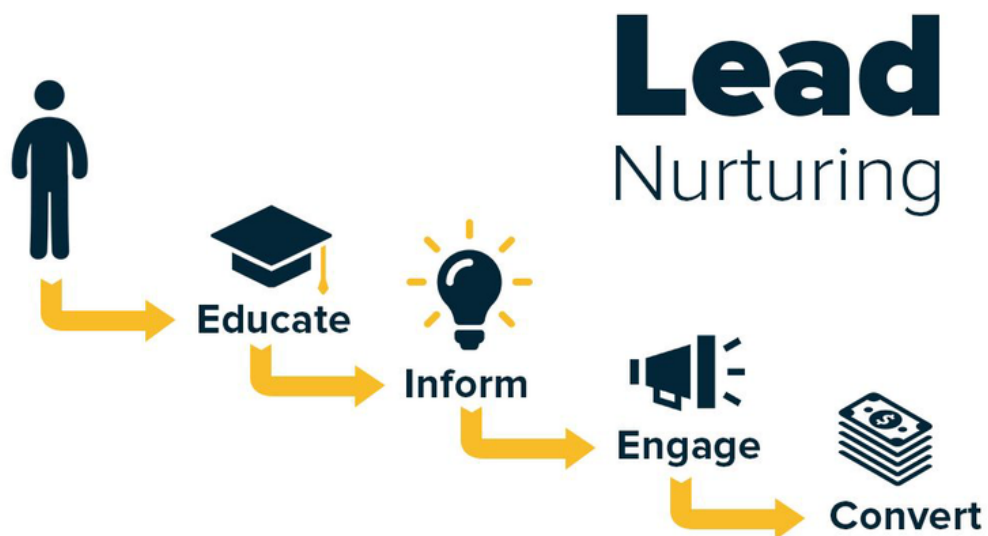 Lead
Nurturing
Educate
Inform
Engage
$
Convert